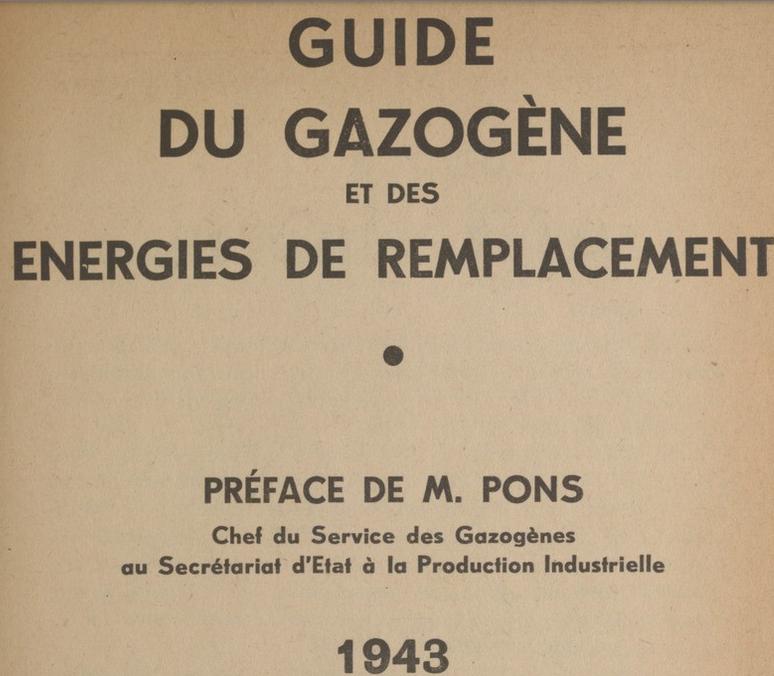 GUIDE
DU GAZOGÈNE
ET DES
ENERGIES DE REMPLACEMENT
●
PRÉFACE DE M. PONS
Chef du Service des Gazogènes
au Secrétariat d'Etat à la Production Industrielle
1943